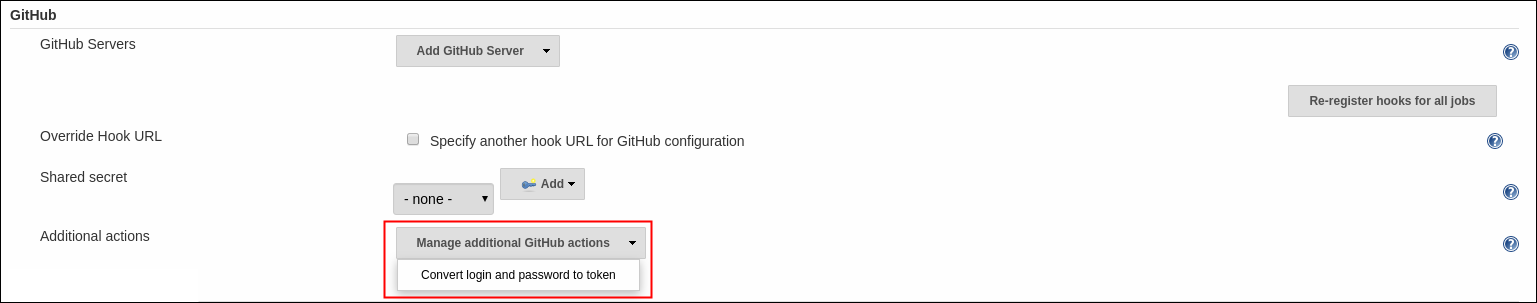 GitHub
GitHub Servers
Add GitHub Server
Re-register hooks for all jobs
Override Hook URL
Specify another hook URL for GitHub configuration
Shared secret
- none -
Add
Additional actions
Manage additional GitHub actions
Convert login and password to token